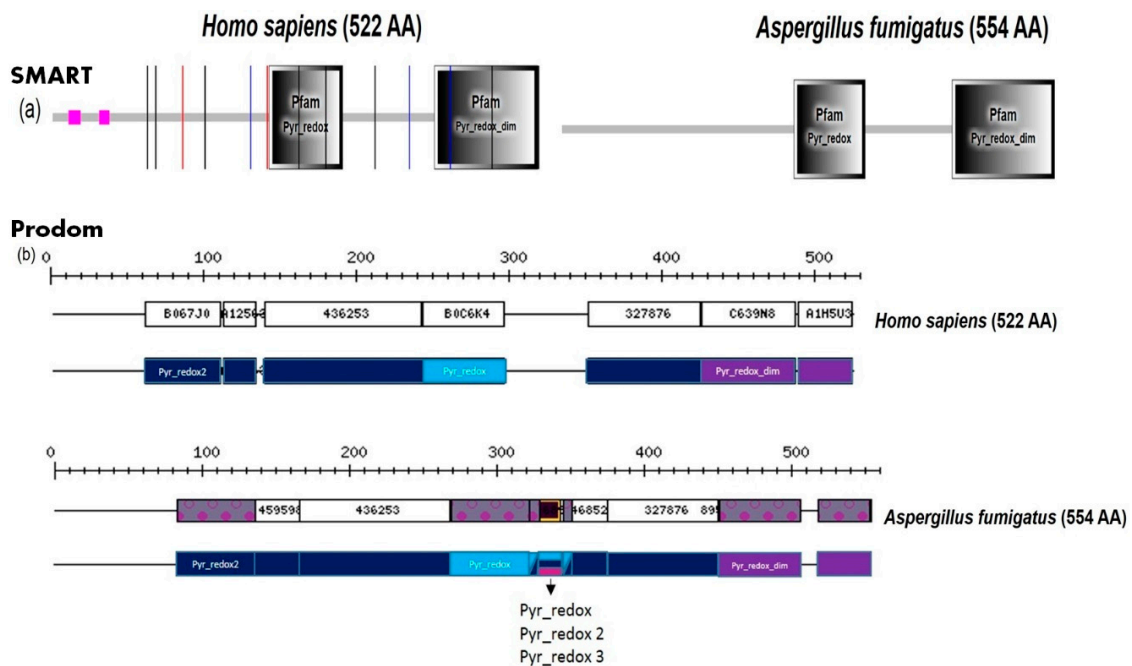 Homo sapiens (522 AA)
Aspergillus fumigatus (554 AA)
SMART
(a)
Pfam
Pyr_redox
Pfam
Pyr_redox_dim
Pfam
Pyr_redox
Pfam
Pyr_redox_dim
Prodom
(b)
0 100 200 300 400 500
B067J0 436253 B0C6K4 327876 C639N8 A1H5U3
Homo sapiens (522 AA)
Pyr_redox2 Pyr_redox Pyr_redox_dim
0 100 200 300 400 500
459598 436253 46852 327876 895
Aspergillus fumigatus (554 AA)
Pyr_redox2 Pyr_redox Pyr_redox_dim
Pyr_redox
Pyr_redox 2
Pyr_redox 3